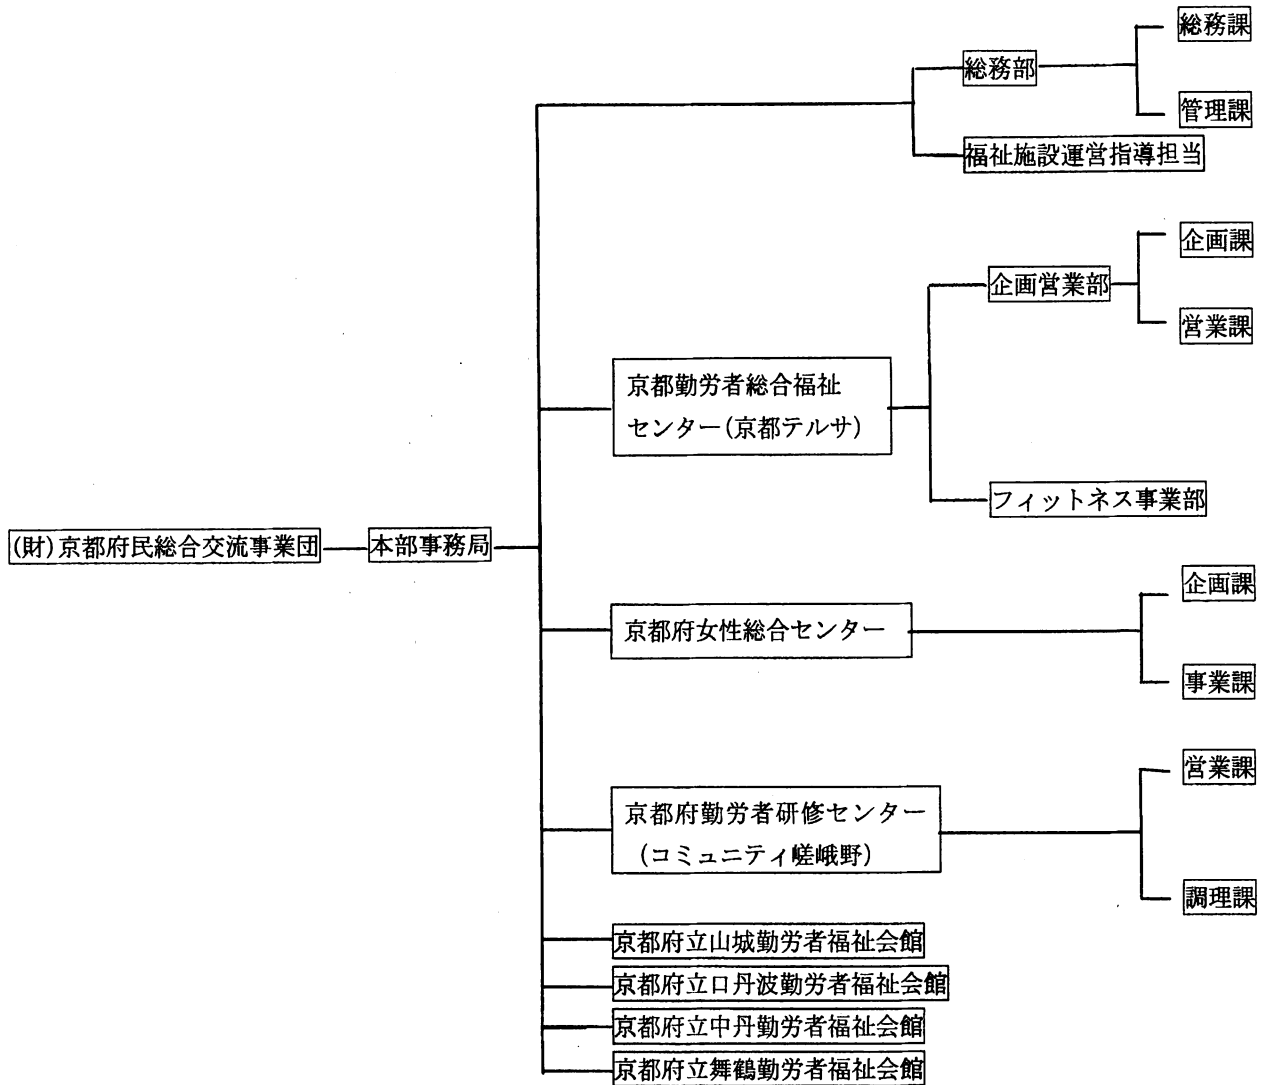 総務課
総務部
管理課
福祉施設運営指導担当
企画課
企画営業部
営業課
京都勤労者総合福祉
センター(京都テルサ)
フィットネス事業部
(財)京都府民総合交流事業団
本部事務局
企画課
京都府女性総合センター
事業課
営業課
京都府勤労者研修センター
(コミュニティ嵯峨野)
調理課
京都府立山城勤労者福祉会館
京都府立口丹波勤労者福祉会館
京都府立中丹勤労者福祉会館
京都府立舞鶴勤労者福祉会館